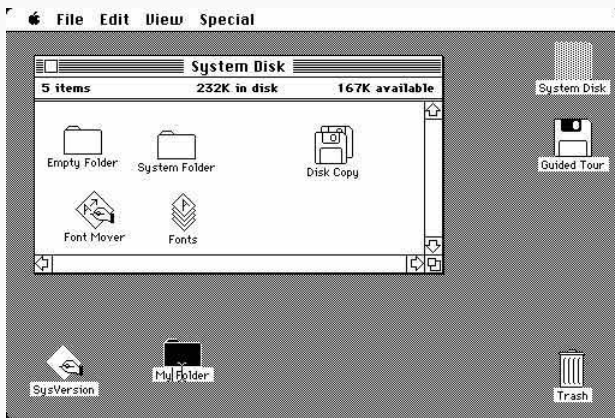 File Edit View Special
System Disk
5 items 232K in disk 167K available
System Disk
Empty Folder System Folder Disk Copy
Guided Tour
Font Mover Fonts
SysVersion My Folder Trash